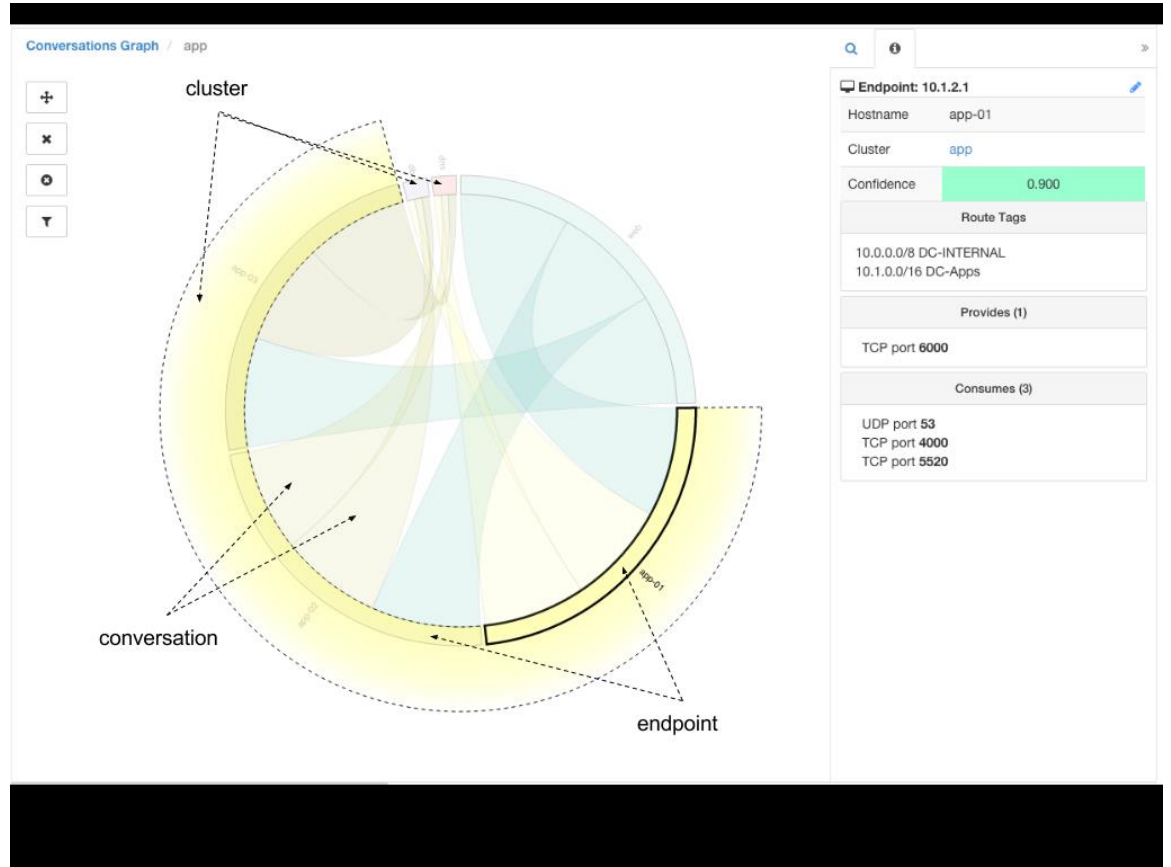 Conversations Graph / app
cluster
dns
web
app-03
app-02
app-01
conversation
endpoint
Endpoint: 10.1.2.1
Hostname app-01
Cluster app
Confidence 0.900
Route Tags
10.0.0.0/8 DC-INTERNAL
10.1.0.0/16 DC-Apps
Provides (1)
TCP port 6000
Consumes (3)
UDP port 53
TCP port 4000
TCP port 5520